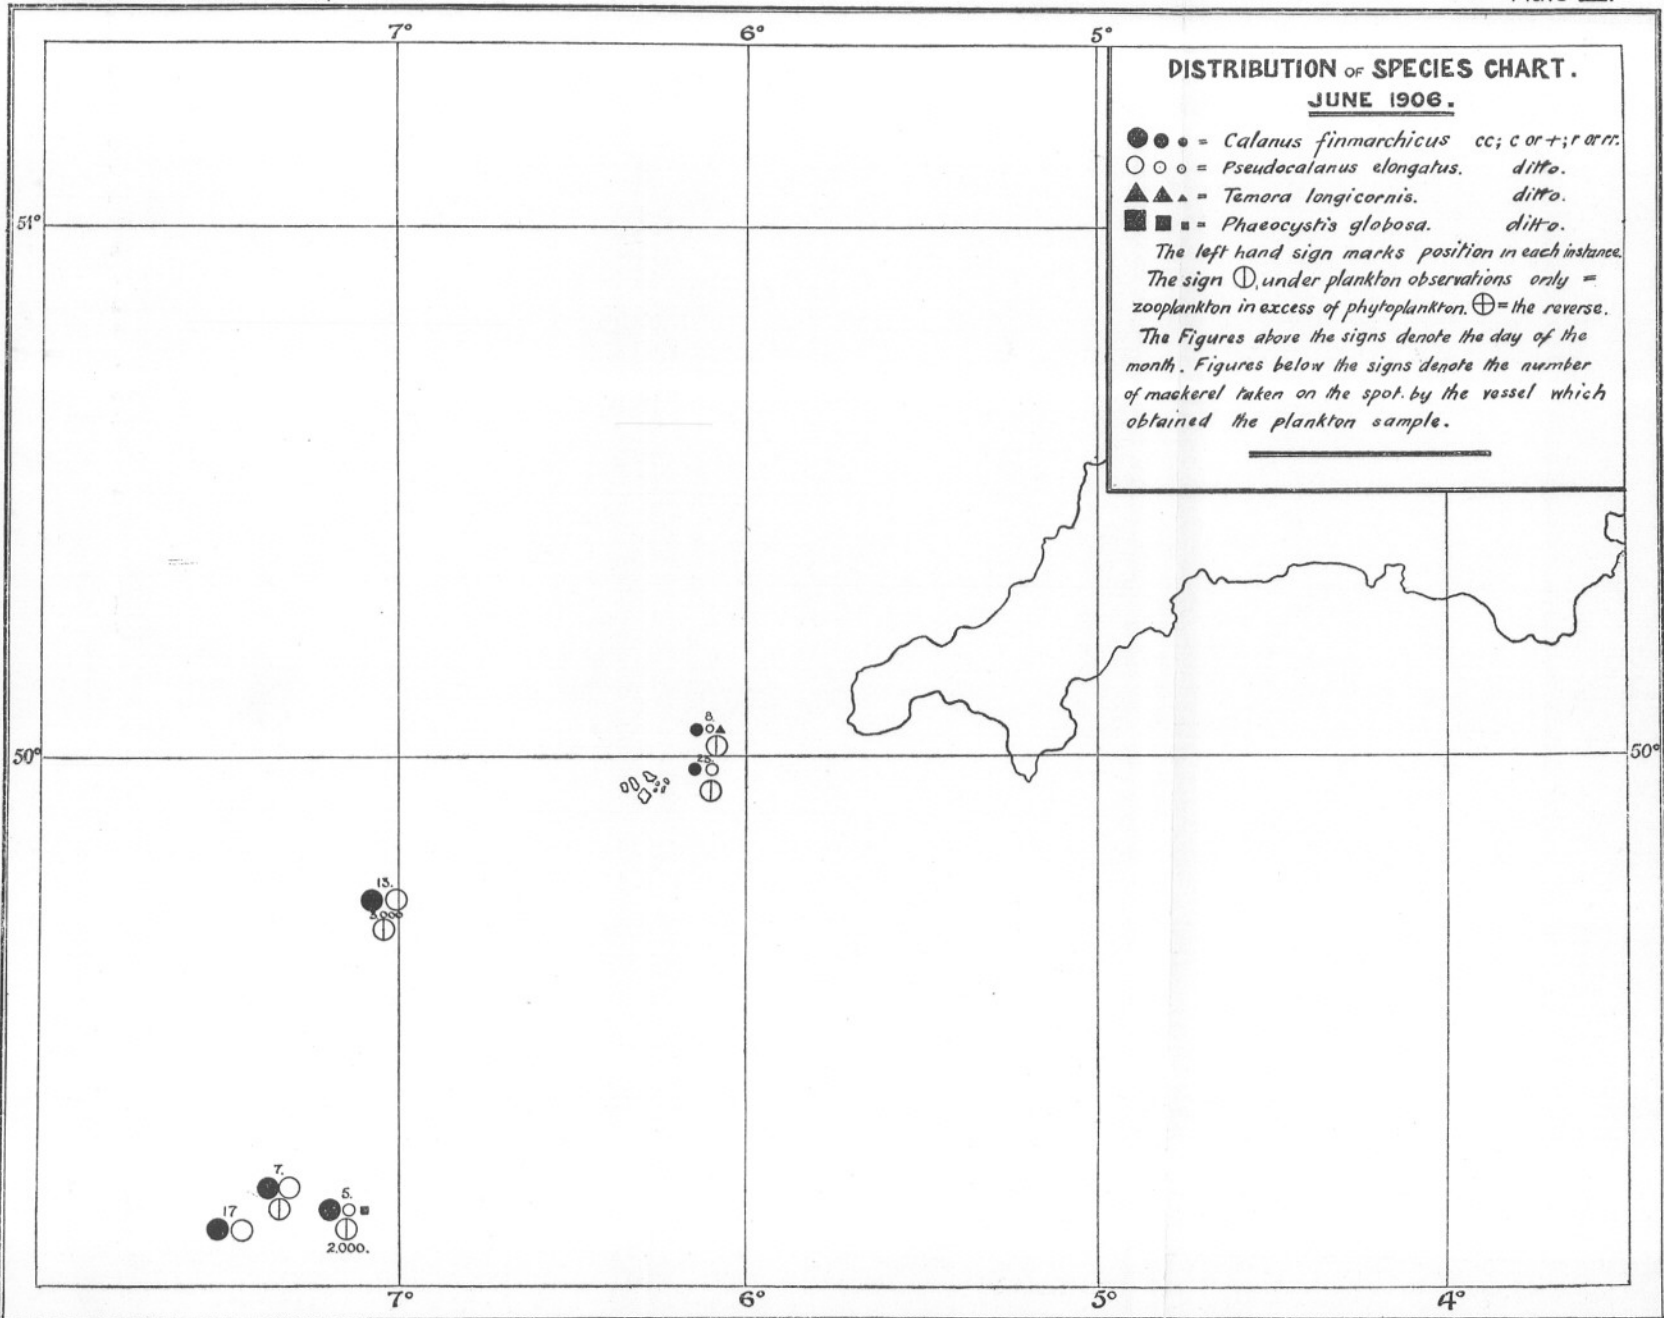 7°
6°
5°
DISTRIBUTION OF SPECIES CHART.
JUNE 1906.
= Calanus finmarchicus cc; c or +; r or rr.
= Pseudocalanus elongatus. ditto.
= Temora longicornis. ditto.
= Phaeocystis globosa. ditto.
The left hand sign marks position in each instance.
The sign ⦶, under plankton observations only =
zooplankton in excess of phytoplankton. ⊕ = the reverse.
The Figures above the signs denote the day of the
month. Figures below the signs denote the number
of mackerel taken on the spot. by the vessel which
obtained the plankton sample.
51°
8.
50°
50°
13.
7.
5.
17
2,000.
7°
6°
5°
4°